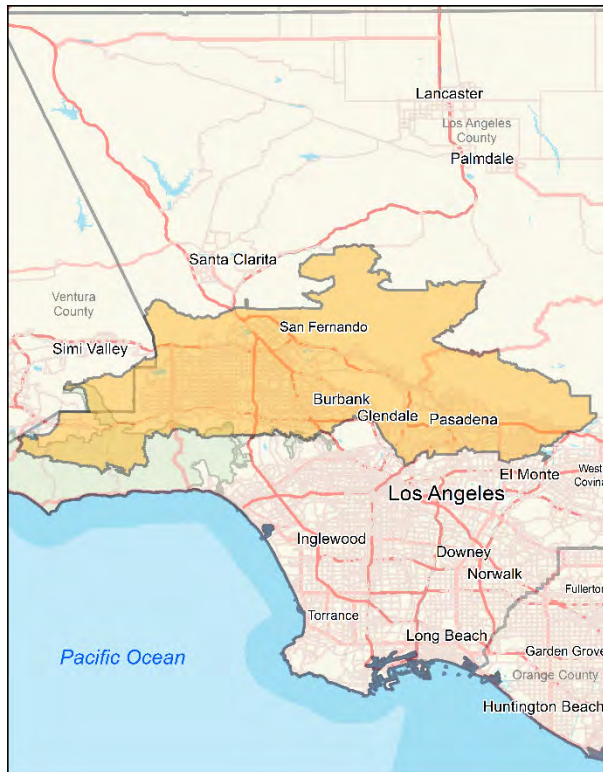 Lancaster
Los Angeles
County
Palmdale
Santa Clarita
Ventura
County
San Fernando
Simi Valley
Burbank
Glendale
Pasadena
El Monte
West
Covina
Los Angeles
Inglewood
Downey
Norwalk
Fullerton
Torrance
Long Beach
Pacific Ocean
Garden Grove
Orange County
Huntington Beach